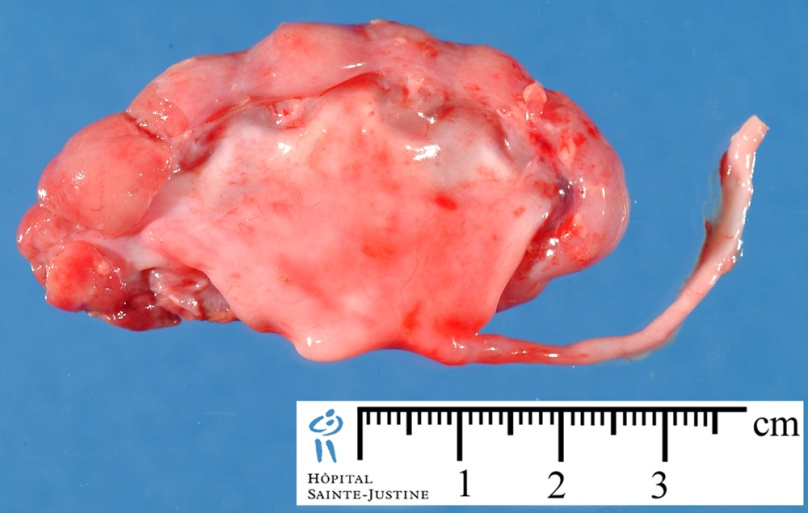 cm
HÔPITAL
SAINTE-JUSTINE
1 2 3